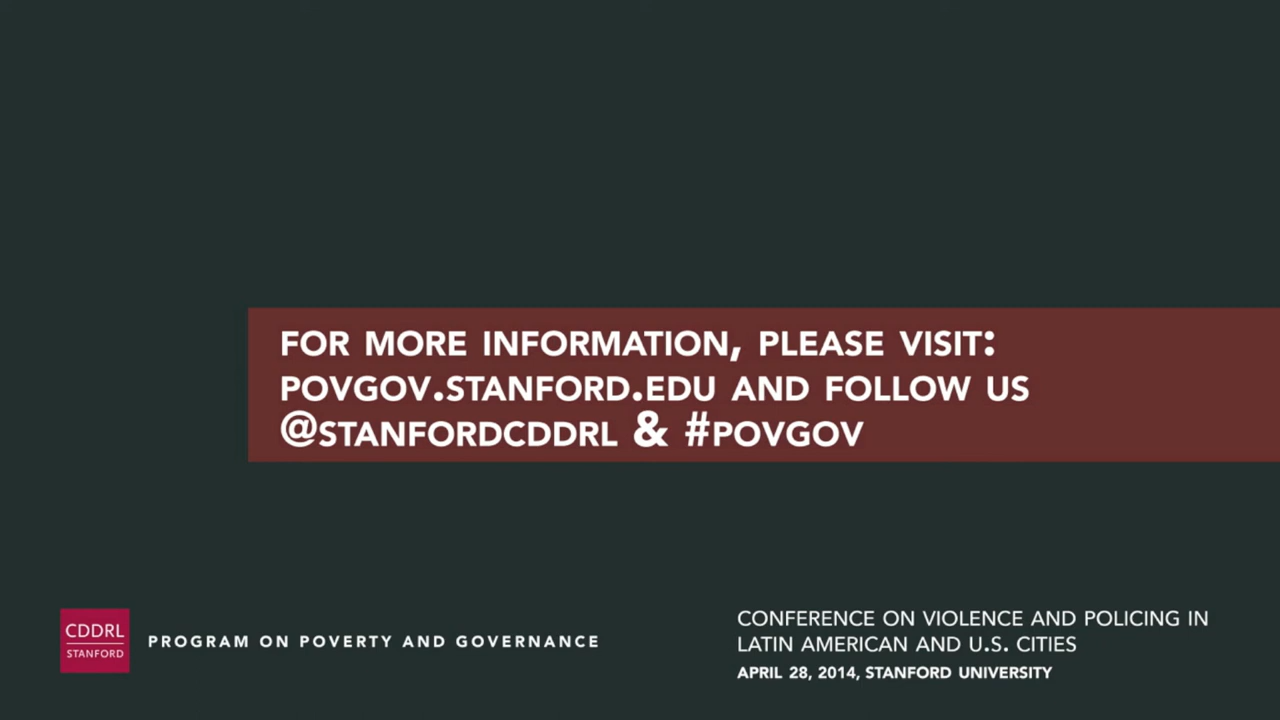 FOR MORE INFORMATION, PLEASE VISIT:
POVGOV.STANFORD.EDU AND FOLLOW US
@STANFORDCDDRL & #POVGOV
CDDRL
STANFORD
PROGRAM ON POVERTY AND GOVERNANCE
CONFERENCE ON VIOLENCE AND POLICING IN
LATIN AMERICAN AND U.S. CITIES
APRIL 28, 2014, STANFORD UNIVERSITY